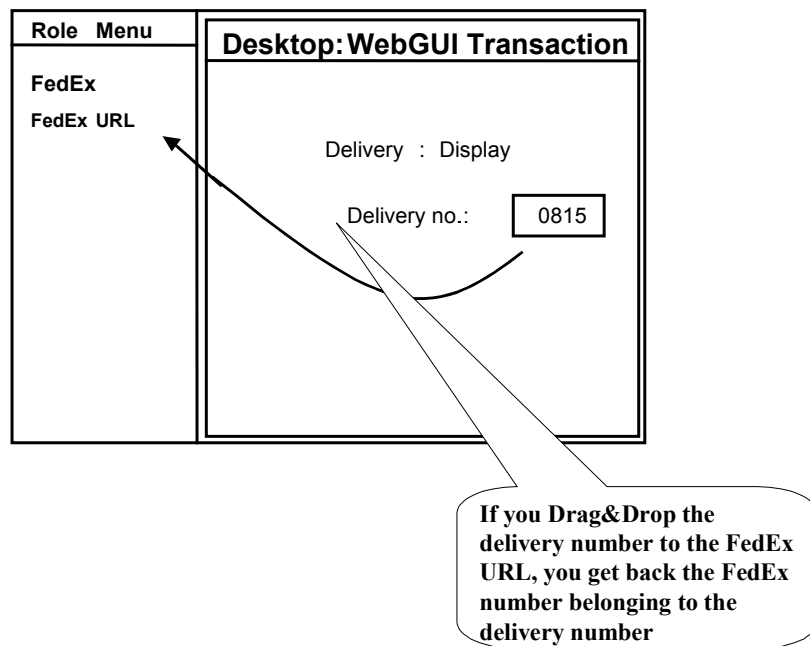 Role Menu
Desktop:WebGUI Transaction
FedEx
FedEx URL
Delivery : Display
Delivery no.: 0815
If you Drag&Drop the
delivery number to the FedEx
URL, you get back the FedEx
number belonging to the
delivery number